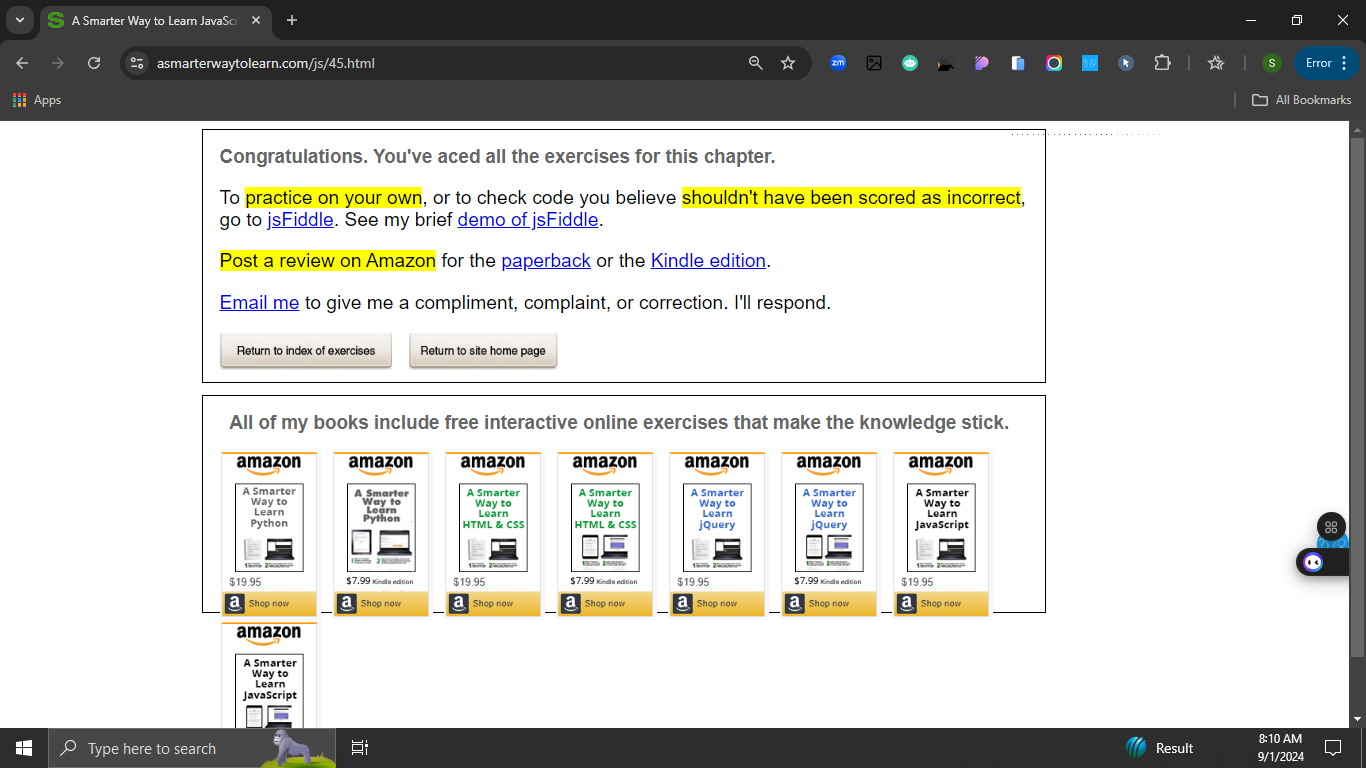 A Smarter Way to Learn JavaScr
asmarterwaytolearn.com/js/45.html
zm
S
Error
Apps
All Bookmarks
Congratulations. You've aced all the exercises for this chapter.
To practice on your own, or to check code you believe shouldn't have been scored as incorrect,
go to jsFiddle. See my brief demo of jsFiddle.
Post a review on Amazon for the paperback or the Kindle edition.
Email me to give me a compliment, complaint, or correction. I'll respond.
Return to index of exercises Return to site home page
All of my books include free interactive online exercises that make the knowledge stick.
amazon amazon amazon amazon amazon amazon amazon
A Smarter Way to Learn Python
A Smarter Way to Learn Python
A Smarter Way to Learn HTML & CSS
A Smarter Way to Learn HTML & CSS
A Smarter Way to Learn jQuery
A Smarter Way to Learn jQuery
A Smarter Way to Learn JavaScript
$19.95 $7.99 Kindle edition $19.95 $7.99 Kindle edition $19.95 $7.99 Kindle edition $19.95
a Shop now a Shop now a Shop now a Shop now a Shop now a Shop now a Shop now
amazon
A Smarter
Way to
Learn
JavaScript
Type here to search
Result
8:10 AM
9/1/2024